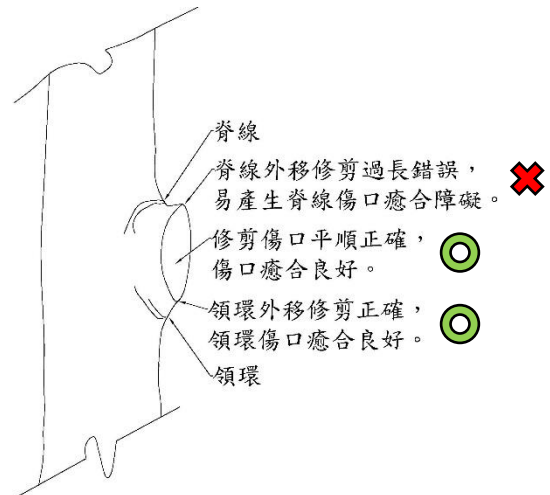 脊線
脊線外移修剪過長錯誤，
易產生脊線傷口癒合障礙。
修剪傷口平順正確，
傷口癒合良好。
領環外移修剪正確，
領環傷口癒合良好。
領環